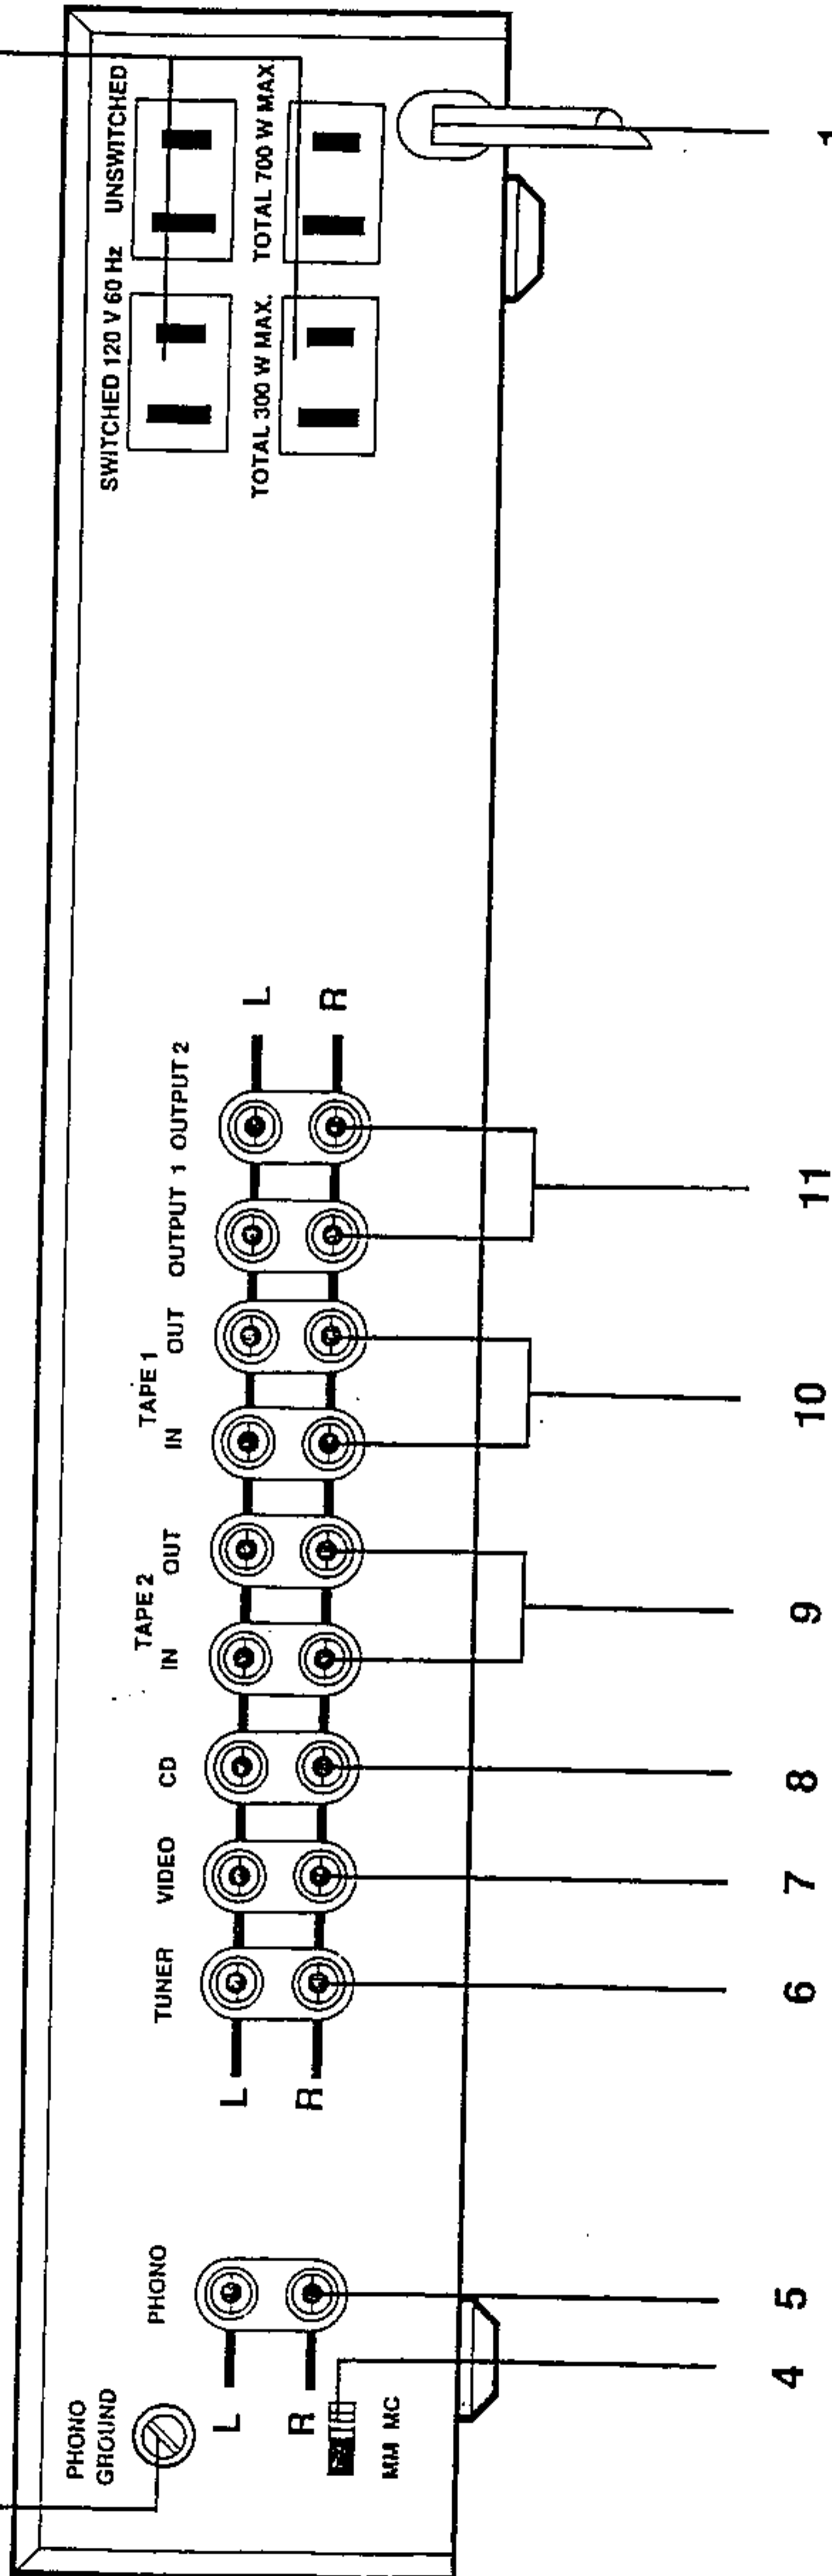 PHONO
GROUND
PHONO
L
R
MM MC
L
R
TUNER
VIDEO
CD
TAPE 2
IN
OUT
TAPE 1
IN
OUT
OUTPUT 1
OUTPUT 2
L
R
SWITCHED 120 V 60 Hz
UNSWITCHED
TOTAL 300 W MAX.
TOTAL 700 W MAX
4
5
6
7
8
9
10
11
1